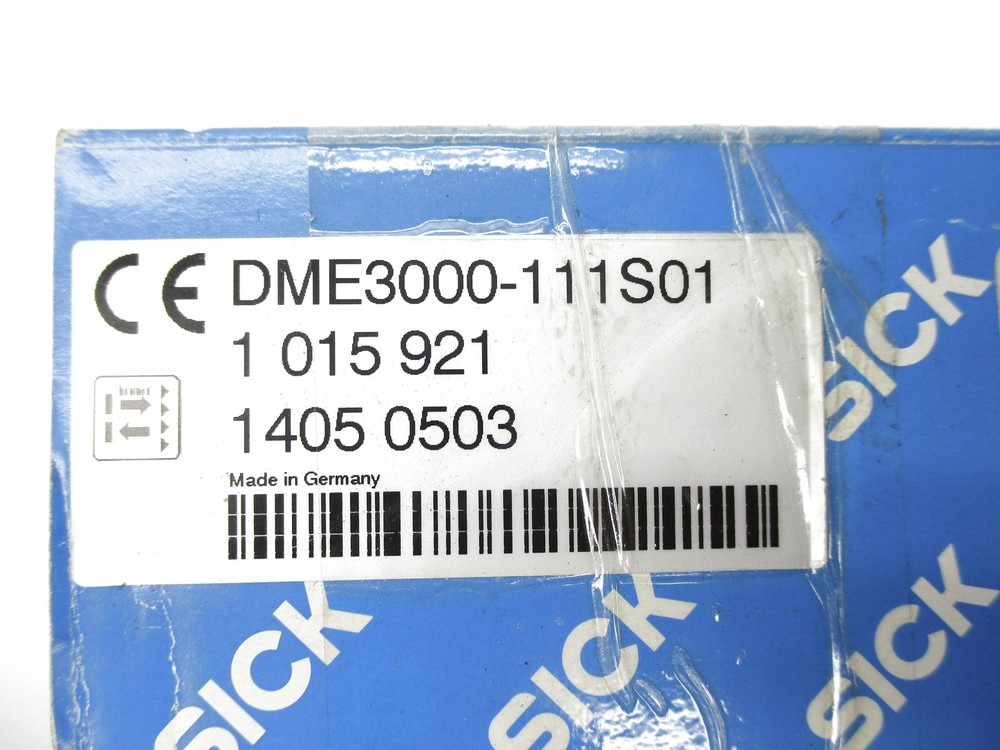 CE DME3000-111S01
1 015 921
1405 0503
Made in Germany
SICK
SICK
SICK
SICK